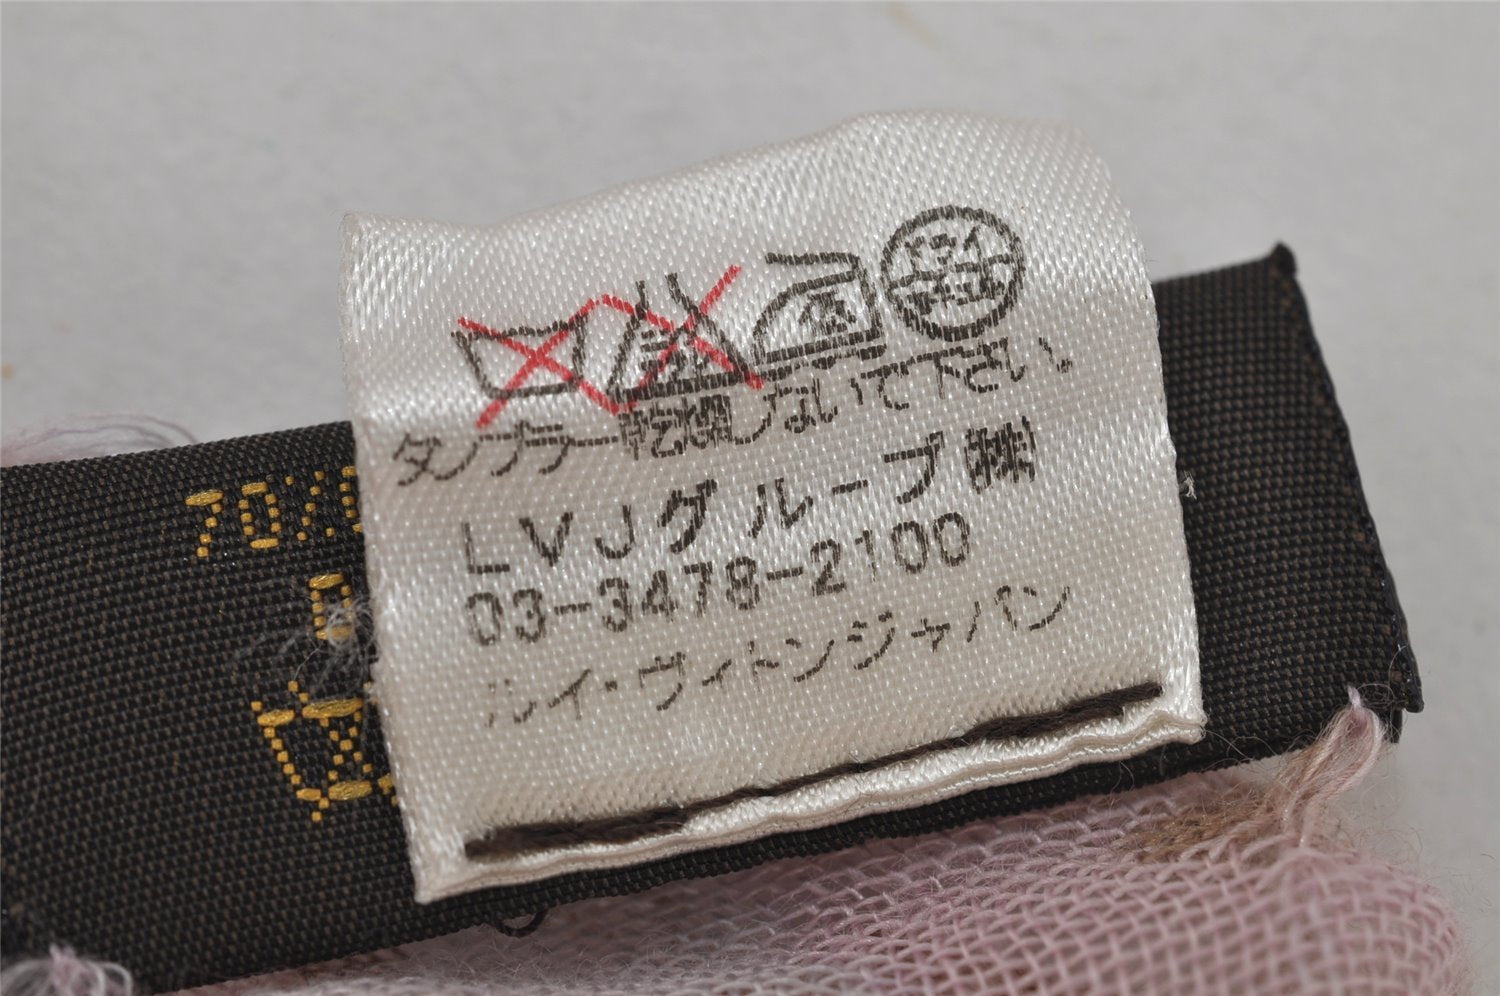 タンブラー乾燥しないで下さい
LVJグループ㈱
03-3478-2100
ルイ・ヴィトンジャパン
70%